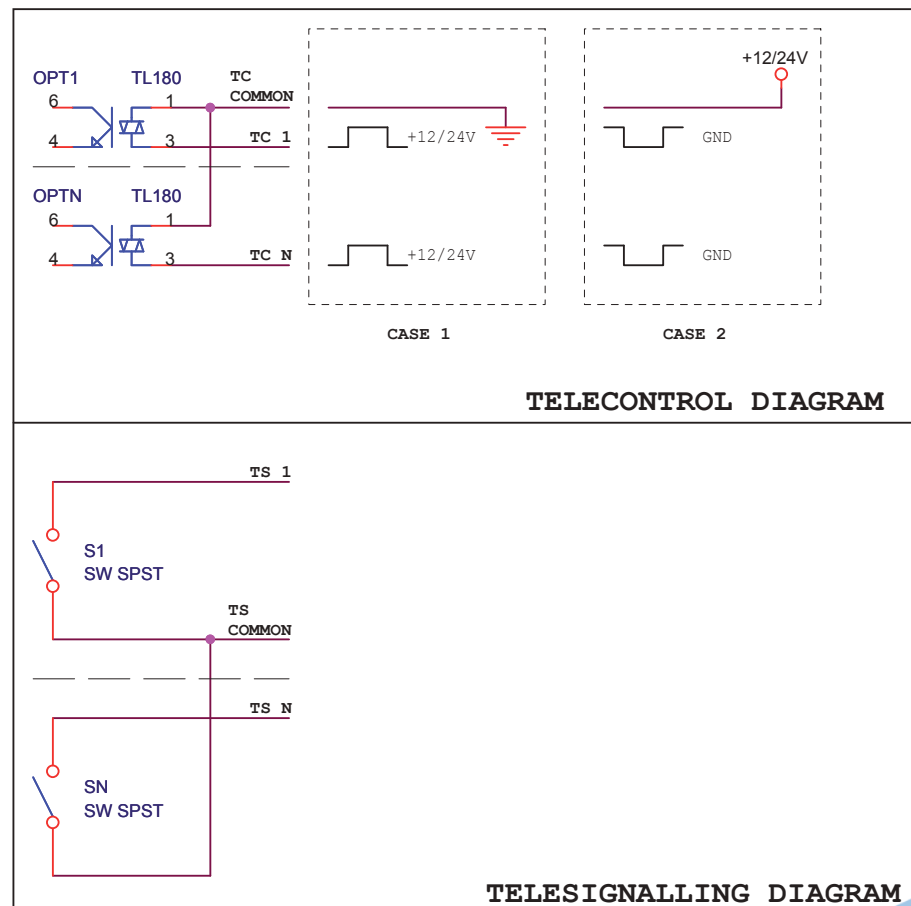 +12/24V
OPT1 TL180 TC
COMMON
6 1
4 3 TC 1 +12/24V GND
OPTN TL180
6 1
4 3 TC N +12/24V GND
CASE 1 CASE 2
TELECONTROL DIAGRAM
TS 1
S1
SW SPST
TS
COMMON
TS N
SN
SW SPST
TELESIGNALLING DIAGRAM